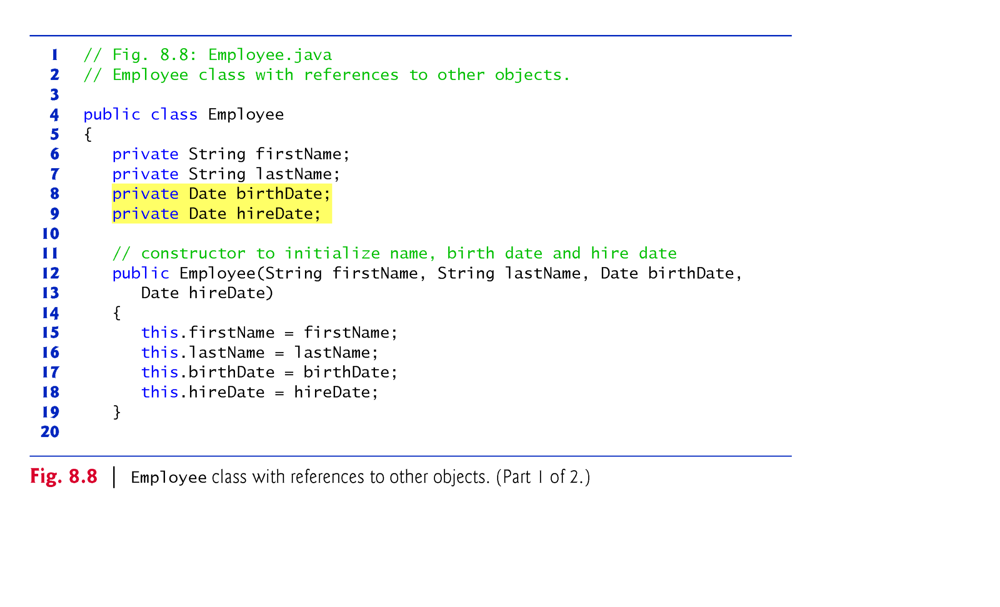 1 // Fig. 8.8: Employee.java
2 // Employee class with references to other objects.
3
4 public class Employee
5 {
6    private String firstName;
7    private String lastName;
8    private Date birthDate;
9    private Date hireDate;
10
11    // constructor to initialize name, birth date and hire date
12    public Employee(String firstName, String lastName, Date birthDate,
13       Date hireDate)
14    {
15       this.firstName = firstName;
16       this.lastName = lastName;
17       this.birthDate = birthDate;
18       this.hireDate = hireDate;
19    }
20
Fig. 8.8 | Employee class with references to other objects. (Part 1 of 2.)